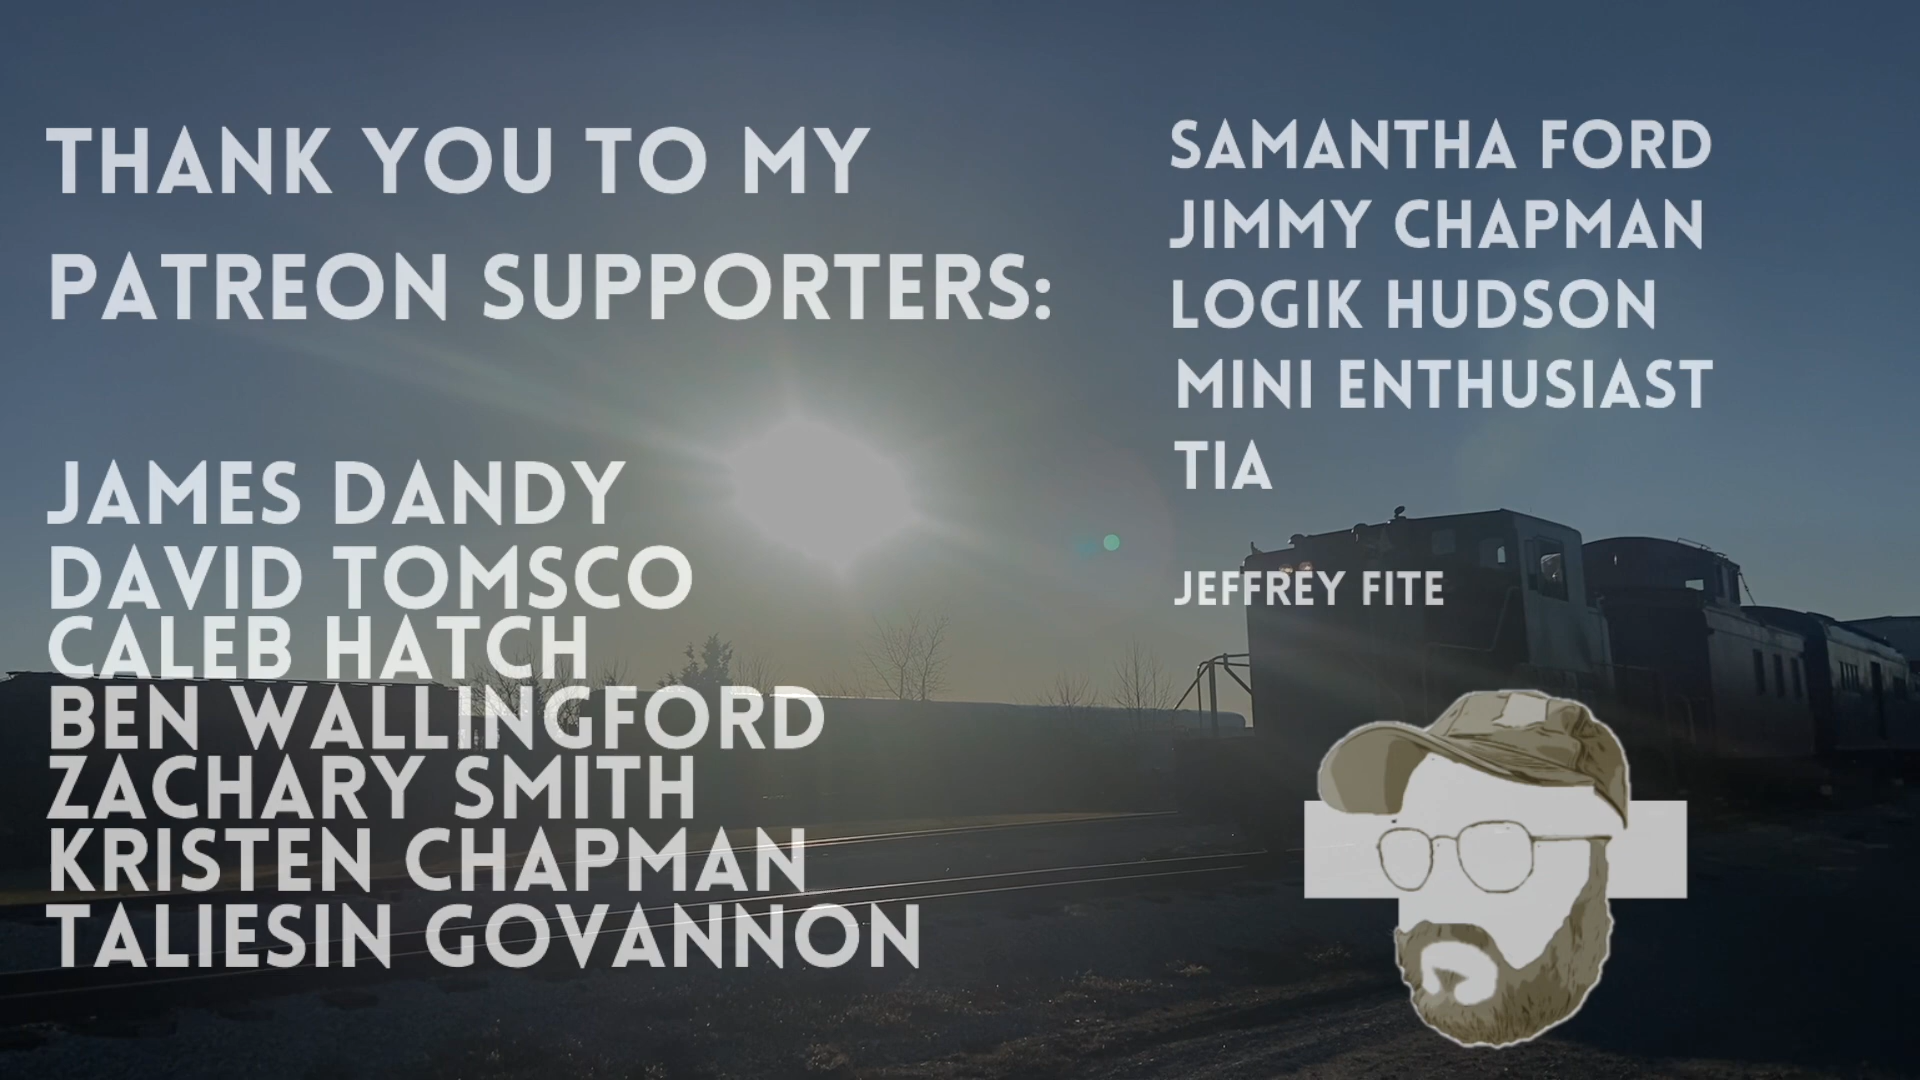 THANK YOU TO MY
PATREON SUPPORTERS:
JAMES DANDY
DAVID TOMSCO
CALEB HATCH
BEN WALLINGFORD
ZACHARY SMITH
KRISTEN CHAPMAN
TALIESIN GOVANNON
SAMANTHA FORD
JIMMY CHAPMAN
LOGIK HUDSON
MINI ENTHUSIAST
TIA
JEFFREY FITE